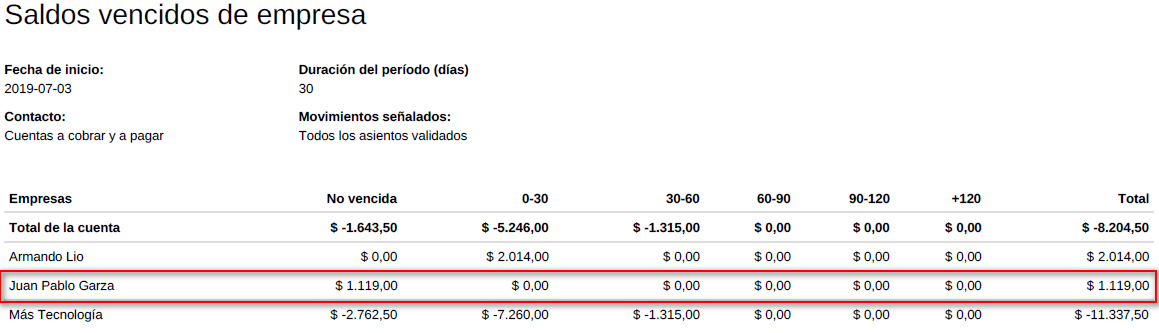 Saldos vencidos de empresa
Fecha de inicio: Duración del período (días)
2019-07-03 30
Contacto: Movimientos señalados:
Cuentas a cobrar y a pagar Todos los asientos validados
Empresas No vencida 0-30 30-60 60-90 90-120 +120 Total
Total de la cuenta $ -1.643,50 $ -5.246,00 $ -1.315,00 $ 0,00 $ 0,00 $ 0,00 $ -8.204,50
Armando Lio $ 0,00 $ 2.014,00 $ 0,00 $ 0,00 $ 0,00 $ 0,00 $ 2.014,00
Juan Pablo Garza $ 1.119,00 $ 0,00 $ 0,00 $ 0,00 $ 0,00 $ 0,00 $ 1.119,00
Más Tecnología $ -2.762,50 $ -7.260,00 $ -1.315,00 $ 0,00 $ 0,00 $ 0,00 $ -11.337,50